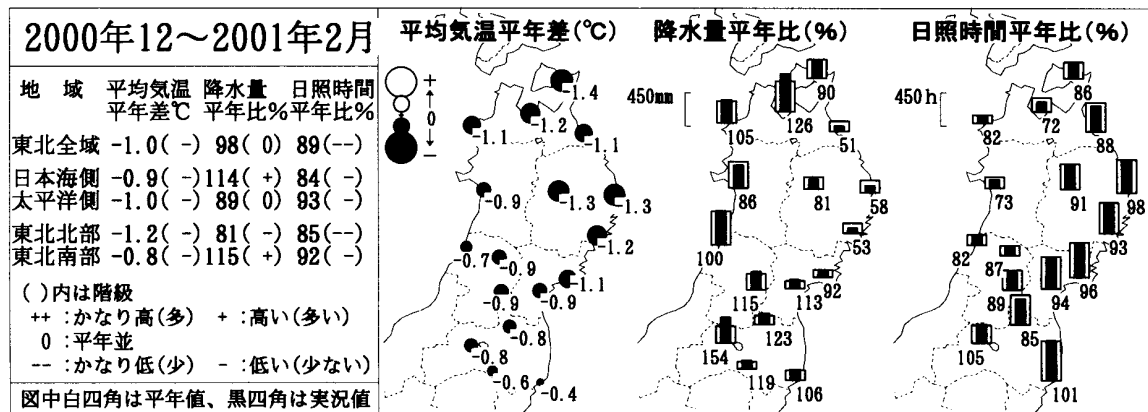 2000年12～2001年2月
地 域 平均気温 降水量 日照時間
平年差℃ 平年比% 平年比%
東北全域 -1.0( -) 98( 0) 89(--)
日本海側 -0.9( -) 114( +) 84( -)
太平洋側 -1.0( -) 89( 0) 93( -)
東北北部 -1.2( -) 81( -) 85(--)
東北南部 -0.8( -) 115( +) 92( -)
( )内は階級
++ :かなり高(多) + :高い(多い)
0 :平年並
-- :かなり低(少) - :低い(少ない)
図中白四角は平年値、黒四角は実況値
平均気温平年差(℃)
+
0
-
-1.4
-1.2
-1.1
-1.1
-0.9
-1.3
-1.3
-1.2
-0.7
-0.9
-1.1
-0.9
-0.9
-0.8
-0.8
-0.6
-0.4
降水量平年比(%)
450mm
90
126
105
51
86
81
58
53
100
92
115
113
123
154
119
106
日照時間平年比(%)
450h
86
72
82
88
73
91
98
93
82
87
96
89
94
85
105
101